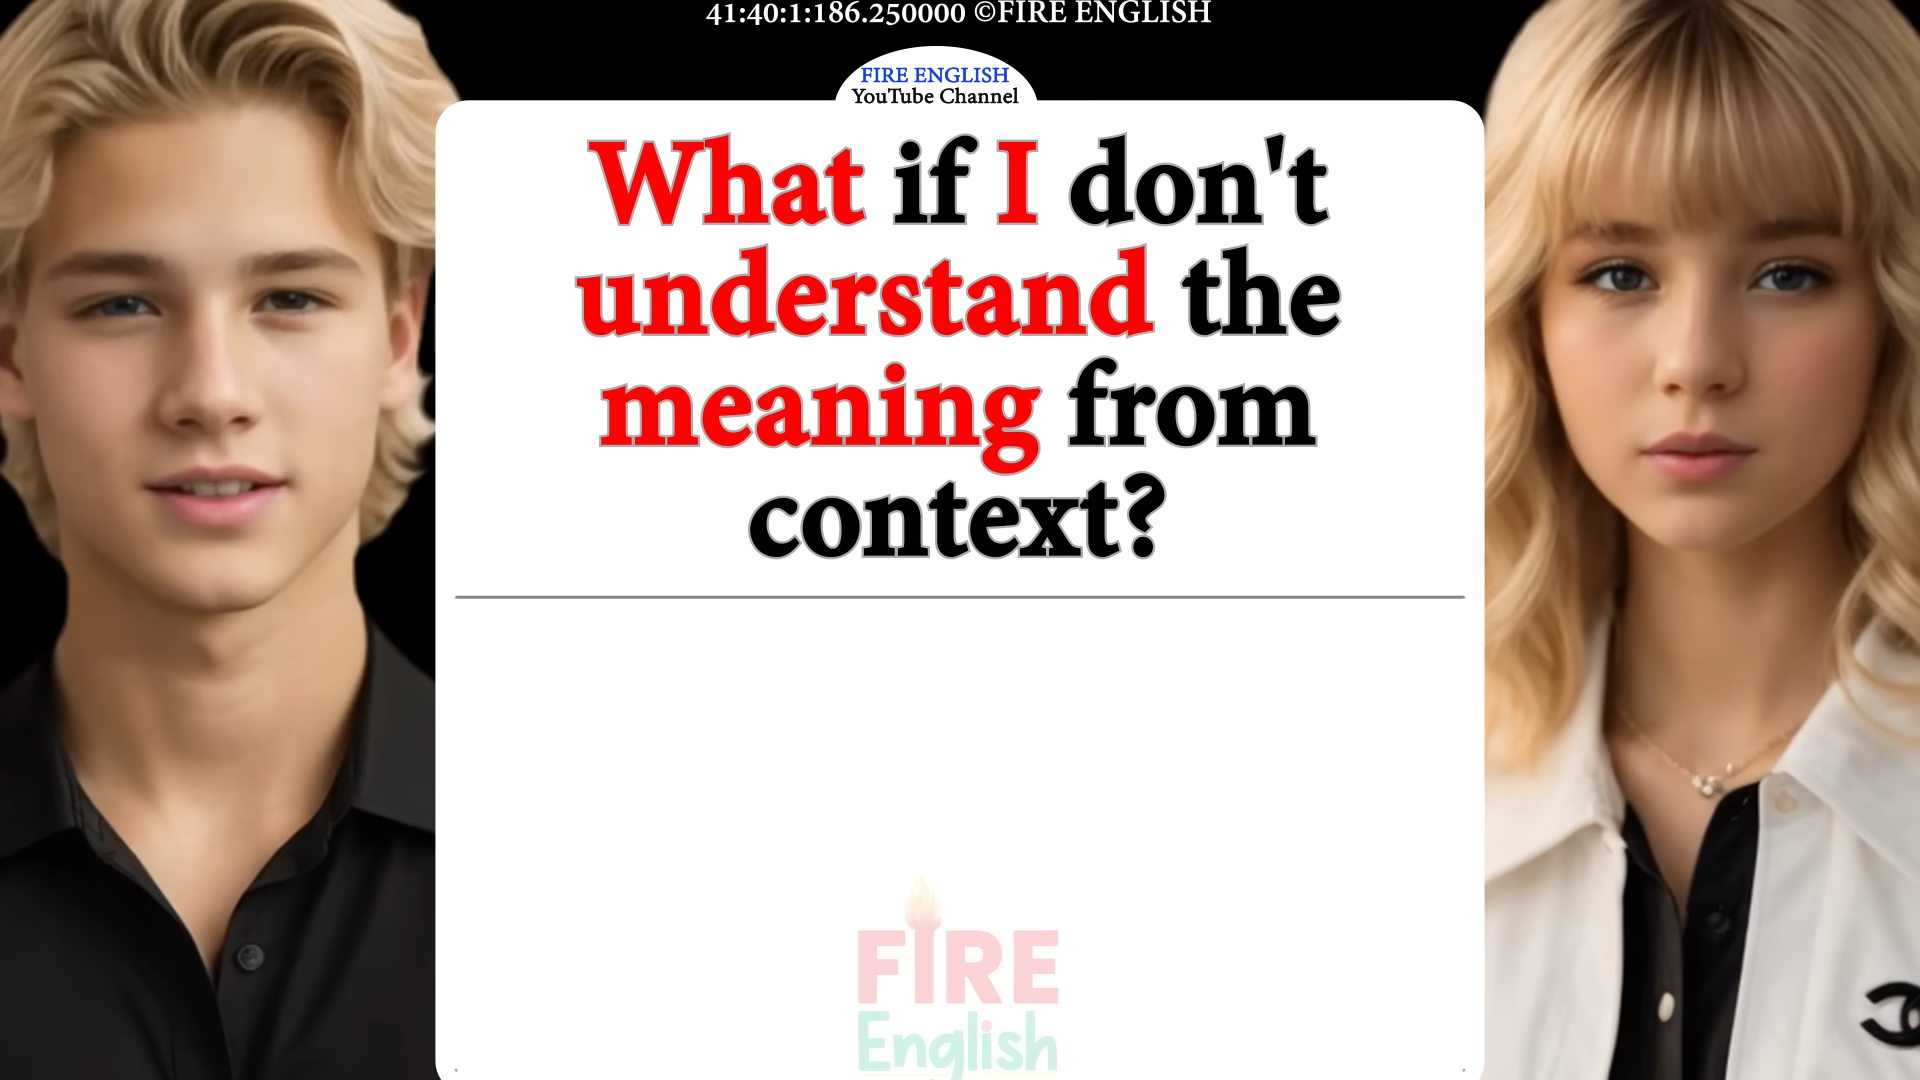 41:40:1:186.250000 ©FIRE ENGLISH
FIRE ENGLISH
YouTube Channel
What if I don't
understand the
meaning from
context?
FIRE
English